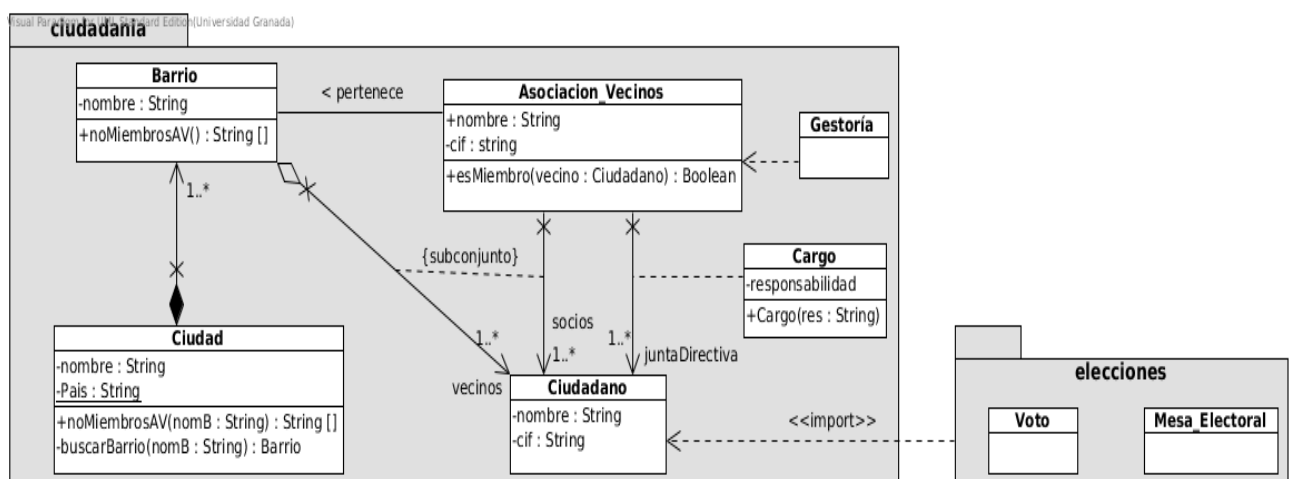 Visual Paradigm for UML Standard Edition(Universidad Granada)
ciudadania
Barrio
-nombre : String
+noMiembrosAV() : String []
< pertenece
Asociacion_Vecinos
+nombre : String
-cif : string
+esMiembro(vecino : Ciudadano) : Boolean
Gestoría
1..*
{subconjunto}
Cargo
-responsabilidad
+Cargo(res : String)
Ciudad
-nombre : String
-Pais : String
+noMiembrosAV(nomB : String) : String []
-buscarBarrio(nomB : String) : Barrio
1..*
vecinos
socios
1..*
1..*
juntaDirectiva
Ciudadano
-nombre : String
-cif : String
<<import>>
elecciones
Voto
Mesa_Electoral